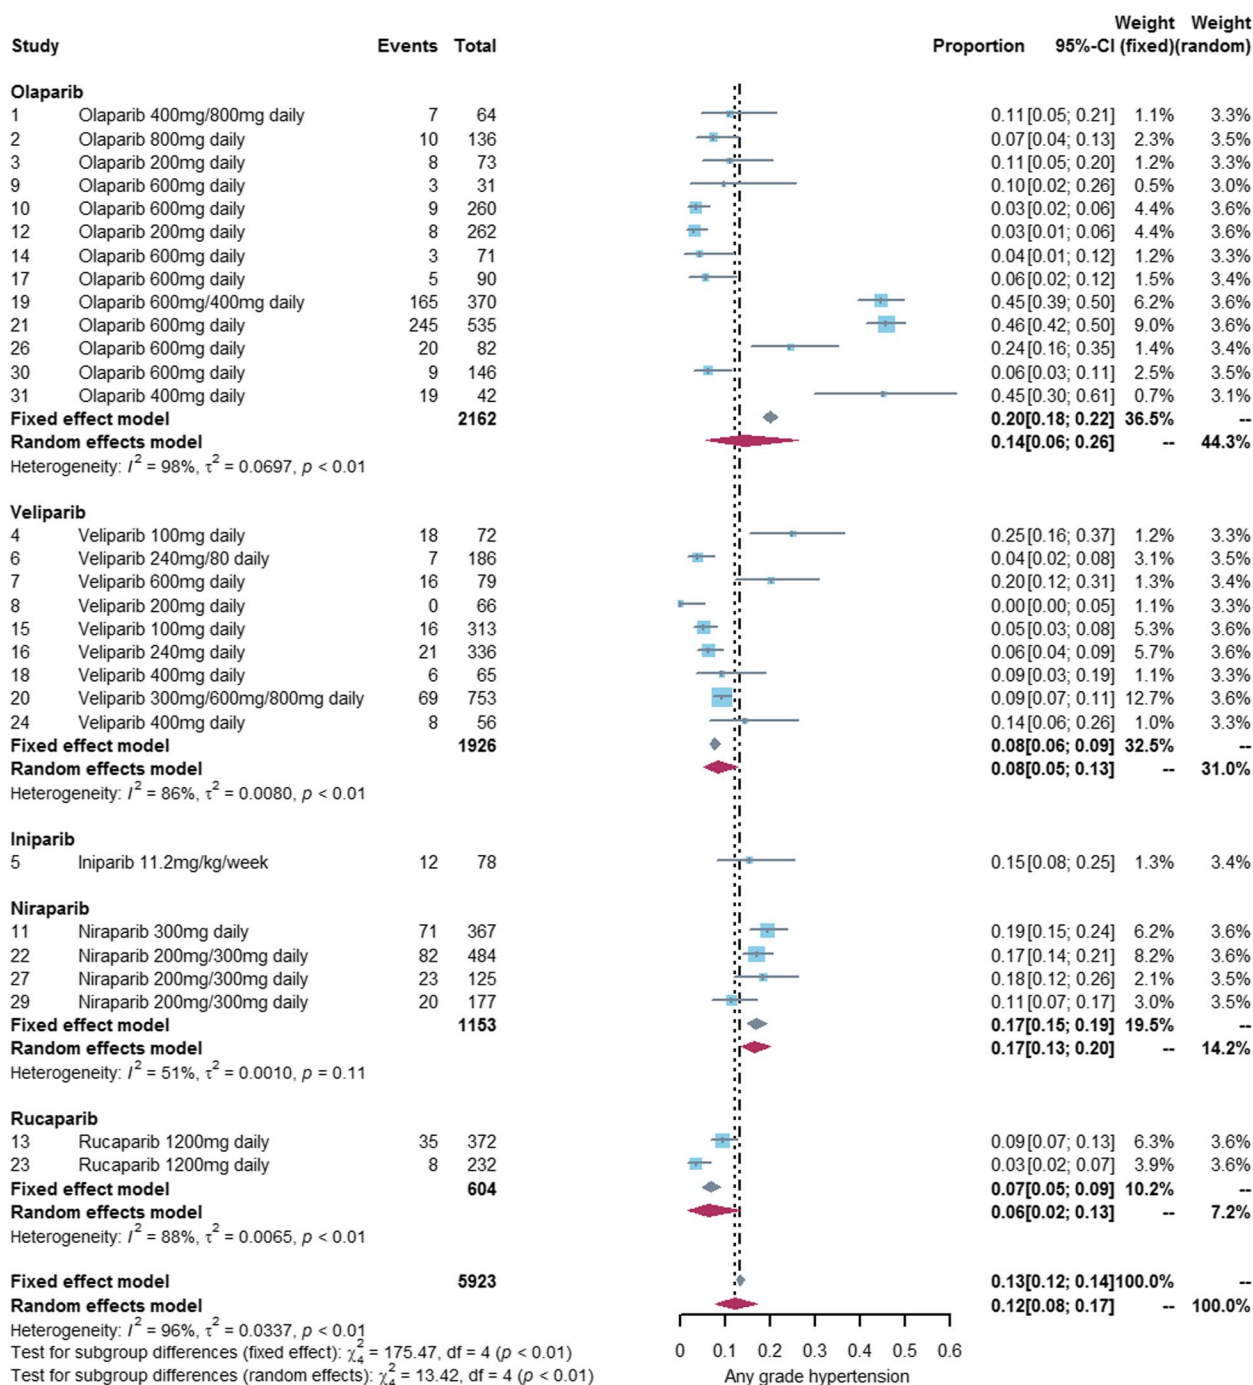 Weight Weight
Study Events Total Proportion 95%-CI (fixed)(random)
Olaparib
1 Olaparib 400mg/800mg daily 7 64 0.11 [0.05; 0.21] 1.1% 3.3%
2 Olaparib 800mg daily 10 136 0.07 [0.04; 0.13] 2.3% 3.5%
3 Olaparib 200mg daily 8 73 0.11 [0.05; 0.20] 1.2% 3.3%
9 Olaparib 600mg daily 3 31 0.10 [0.02; 0.26] 0.5% 3.0%
10 Olaparib 600mg daily 9 260 0.03 [0.02; 0.06] 4.4% 3.6%
12 Olaparib 200mg daily 8 262 0.03 [0.01; 0.06] 4.4% 3.6%
14 Olaparib 600mg daily 3 71 0.04 [0.01; 0.12] 1.2% 3.3%
17 Olaparib 600mg daily 5 90 0.06 [0.02; 0.12] 1.5% 3.4%
19 Olaparib 600mg/400mg daily 165 370 0.45 [0.39; 0.50] 6.2% 3.6%
21 Olaparib 600mg daily 245 535 0.46 [0.42; 0.50] 9.0% 3.6%
26 Olaparib 600mg daily 20 82 0.24 [0.16; 0.35] 1.4% 3.4%
30 Olaparib 600mg daily 9 146 0.06 [0.03; 0.11] 2.5% 3.5%
31 Olaparib 400mg daily 19 42 0.45 [0.30; 0.61] 0.7% 3.1%
Fixed effect model 2162 0.20 [0.18; 0.22] 36.5% --
Random effects model 0.14 [0.06; 0.26] -- 44.3%
Heterogeneity: I² = 98%, τ² = 0.0697, p < 0.01
Veliparib
4 Veliparib 100mg daily 18 72 0.25 [0.16; 0.37] 1.2% 3.3%
6 Veliparib 240mg/80 daily 7 186 0.04 [0.02; 0.08] 3.1% 3.5%
7 Veliparib 600mg daily 16 79 0.20 [0.12; 0.31] 1.3% 3.4%
8 Veliparib 200mg daily 0 66 0.00 [0.00; 0.05] 1.1% 3.3%
15 Veliparib 100mg daily 16 313 0.05 [0.03; 0.08] 5.3% 3.6%
16 Veliparib 240mg daily 21 336 0.06 [0.04; 0.09] 5.7% 3.6%
18 Veliparib 400mg daily 6 65 0.09 [0.03; 0.19] 1.1% 3.3%
20 Veliparib 300mg/600mg/800mg daily 69 753 0.09 [0.07; 0.11] 12.7% 3.6%
24 Veliparib 400mg daily 8 56 0.14 [0.06; 0.26] 1.0% 3.3%
Fixed effect model 1926 0.08 [0.06; 0.09] 32.5% --
Random effects model 0.08 [0.05; 0.13] -- 31.0%
Heterogeneity: I² = 86%, τ² = 0.0080, p < 0.01
Iniparib
5 Iniparib 11.2mg/kg/week 12 78 0.15 [0.08; 0.25] 1.3% 3.4%
Niraparib
11 Niraparib 300mg daily 71 367 0.19 [0.15; 0.24] 6.2% 3.6%
22 Niraparib 200mg/300mg daily 82 484 0.17 [0.14; 0.21] 8.2% 3.6%
27 Niraparib 200mg/300mg daily 23 125 0.18 [0.12; 0.26] 2.1% 3.5%
29 Niraparib 200mg/300mg daily 20 177 0.11 [0.07; 0.17] 3.0% 3.5%
Fixed effect model 1153 0.17 [0.15; 0.19] 19.5% --
Random effects model 0.17 [0.13; 0.20] -- 14.2%
Heterogeneity: I² = 51%, τ² = 0.0010, p = 0.11
Rucaparib
13 Rucaparib 1200mg daily 35 372 0.09 [0.07; 0.13] 6.3% 3.6%
23 Rucaparib 1200mg daily 8 232 0.03 [0.02; 0.07] 3.9% 3.6%
Fixed effect model 604 0.07 [0.05; 0.09] 10.2% --
Random effects model 0.06 [0.02; 0.13] -- 7.2%
Heterogeneity: I² = 88%, τ² = 0.0065, p < 0.01
Fixed effect model 5923 0.13 [0.12; 0.14] 100.0% --
Random effects model 0.12 [0.08; 0.17] -- 100.0%
Heterogeneity: I² = 96%, τ² = 0.0337, p < 0.01
Test for subgroup differences (fixed effect): χ²₄ = 175.47, df = 4 (p < 0.01)
Test for subgroup differences (random effects): χ²₄ = 13.42, df = 4 (p < 0.01)
0 0.1 0.2 0.3 0.4 0.5 0.6
Any grade hypertension